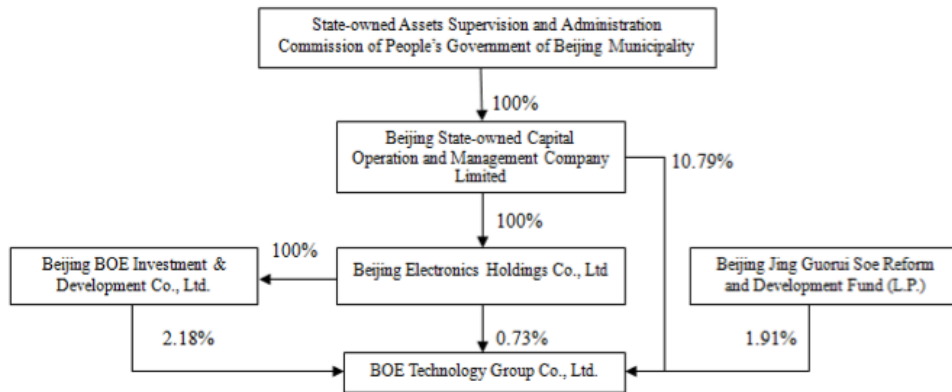 State-owned Assets Supervision and Administration
Commission of People's Government of Beijing Municipality
100%
Beijing State-owned Capital
Operation and Management Company
Limited
10.79%
100%
100%
Beijing BOE Investment &
Development Co., Ltd.
Beijing Electronics Holdings Co., Ltd
Beijing Jing Guorui Soe Reform
and Development Fund (L.P.)
2.18%
0.73%
1.91%
BOE Technology Group Co., Ltd.